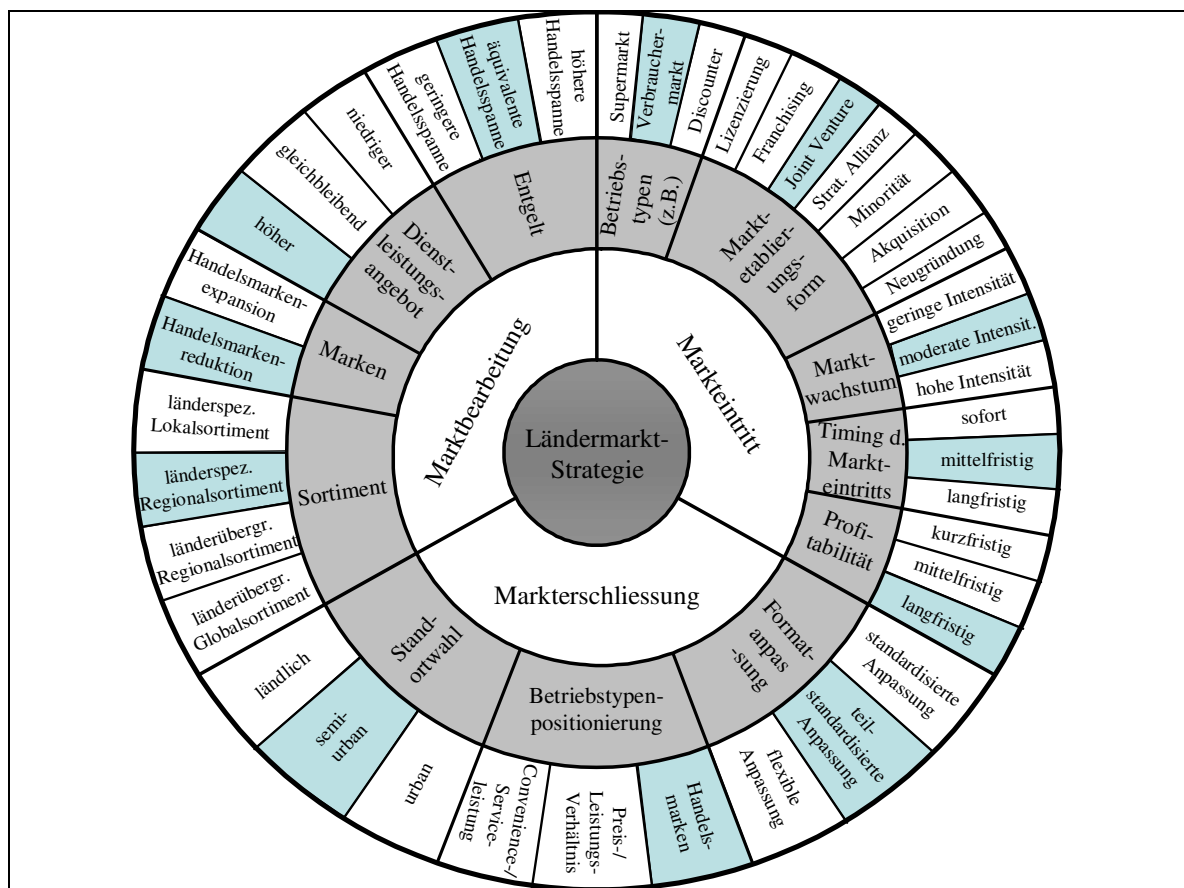 Ländermarkt-
Strategie
Markteintritt
Markterschliessung
Marktbearbeitung
Betriebs-
typen
(z.B.)
Markt-
etablier-
ungs-
form
Markt-
wachstum
Timing d.
Markt-
eintritts
Profi-
tabilität
Format-
anpas
-sung
Betriebstypen-
positionierung
Stand-
ortwahl
Sortiment
Marken
Dienst-
leistungs-
angebot
Entgelt
Supermarkt
Verbraucher-
markt
Discounter
Lizenzierung
Franchising
Joint Venture
Strat. Allianz
Minorität
Akquisition
Neugründung
geringe Intensität
moderate Intensit.
hohe Intensität
sofort
mittelfristig
langfristig
kurzfristig
mittelfristig
langfristig
standardisierte
Anpassung
teil-
standardisierte
Anpassung
flexible
Anpassung
Handels-
marken
Preis-/
Leistungs-
Verhältnis
Convenience-/
Service-
leistung
urban
semi-
urban
ländlich
länderübergr.
Globalsortiment
länderübergr.
Regionalsortiment
länderspez.
Regionalsortiment
länderspez.
Lokalsortiment
Handelsmarken-
reduktion
Handelsmarken-
expansion
höher
gleichbleibend
niedriger
geringere
Handelsspanne
äquivalente
Handelsspanne
höhere
Handelsspanne